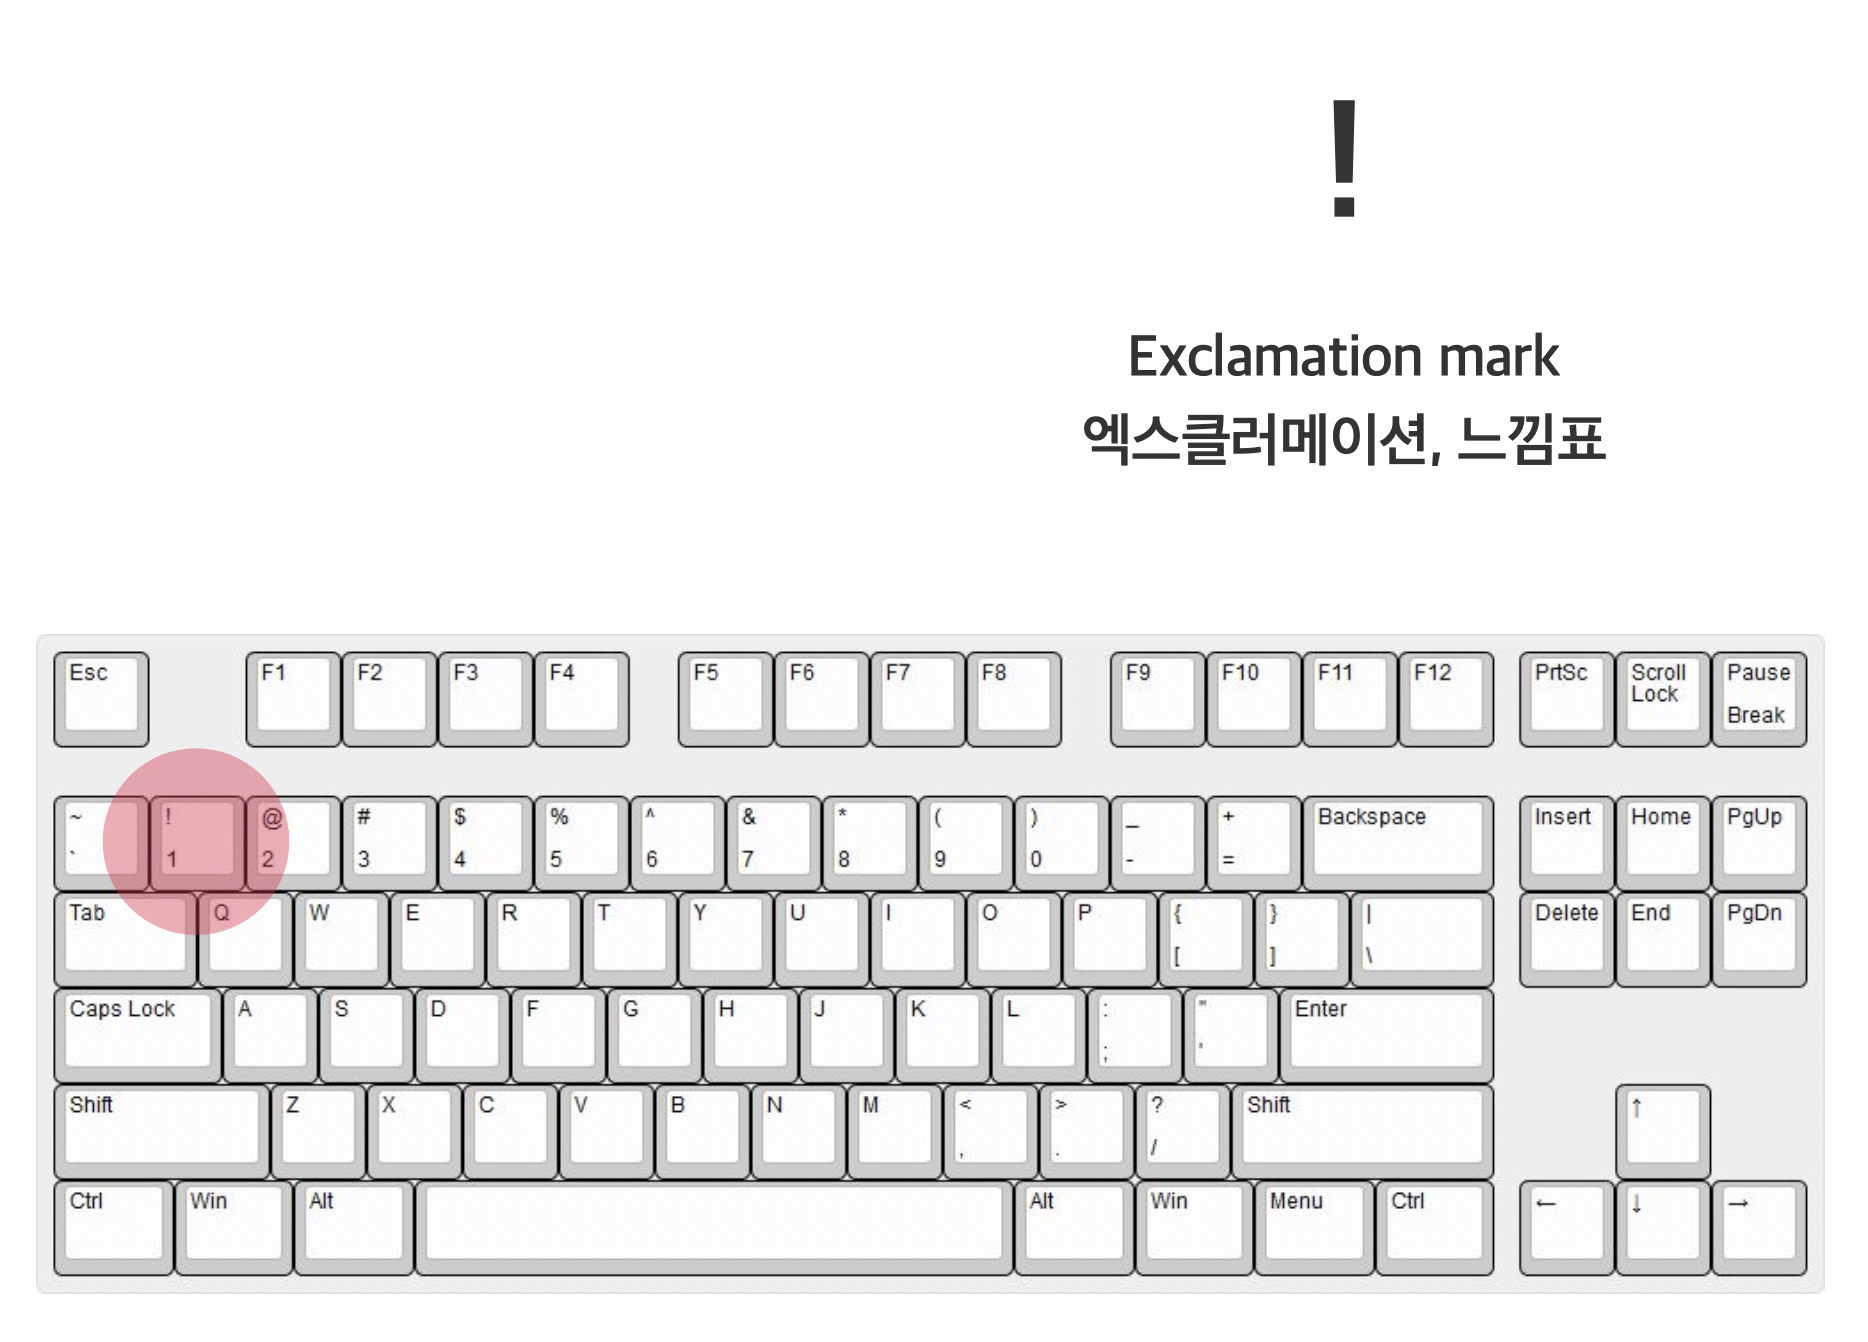 !
Exclamation mark
엑스클러메이션, 느낌표
Esc F1 F2 F3 F4 F5 F6 F7 F8 F9 F10 F11 F12 PrtSc Scroll Lock Pause Break
~ ` ! 1 @ 2 # 3 $ 4 % 5 ^ 6 & 7 * 8 ( 9 ) 0 _ - + = Backspace Insert Home PgUp
Tab Q W E R T Y U I O P { [ } ] | \ Delete End PgDn
Caps Lock A S D F G H J K L : ; " ' Enter
Shift Z X C V B N M < , > . ? / Shift ↑
Ctrl Win Alt Alt Win Menu Ctrl ← ↓ →